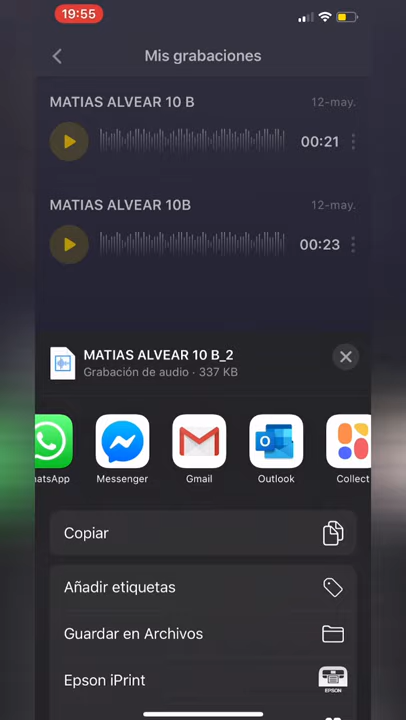 19:55
Mis grabaciones
MATIAS ALVEAR 10 B
12-may.
00:21
MATIAS ALVEAR 10B
12-may.
00:23
MATIAS ALVEAR 10 B_2
Grabación de audio · 337 KB
hatsApp
Messenger
Gmail
Outlook
Collect
Copiar
Añadir etiquetas
Guardar en Archivos
Epson iPrint
EPSON